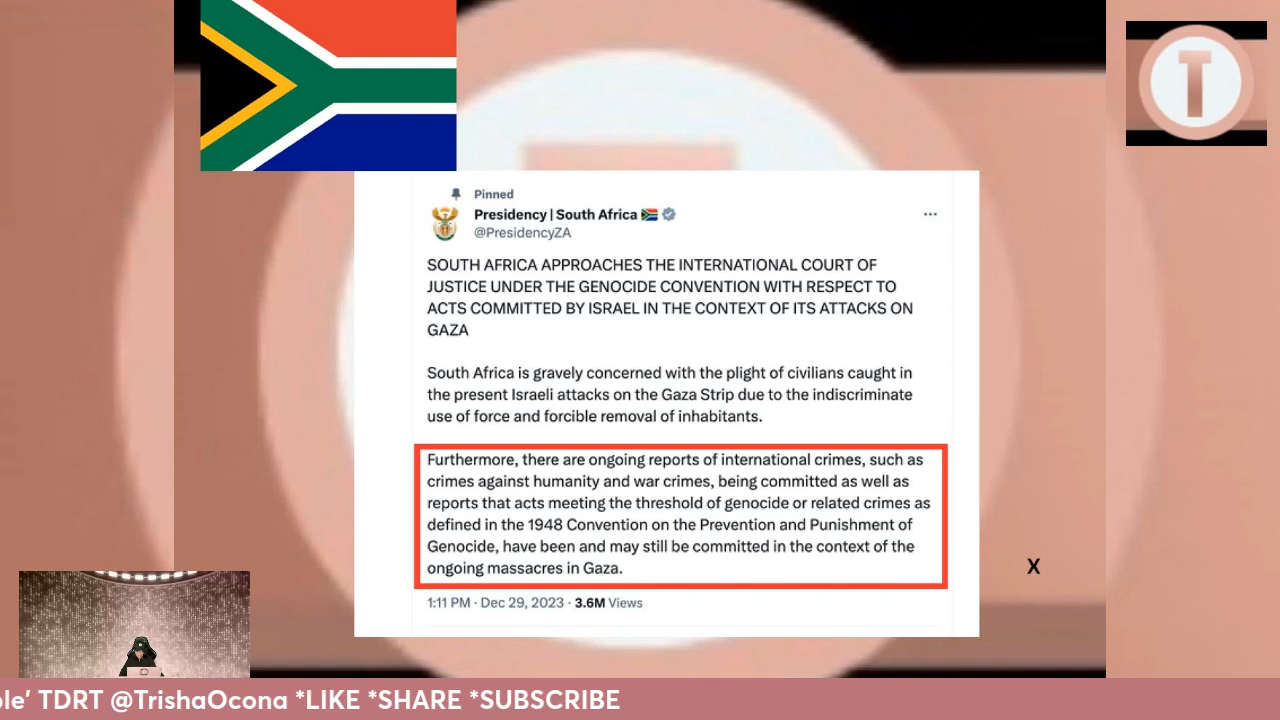 T
Pinned
Presidency | South Africa
@PresidencyZA
SOUTH AFRICA APPROACHES THE INTERNATIONAL COURT OF
JUSTICE UNDER THE GENOCIDE CONVENTION WITH RESPECT TO
ACTS COMMITTED BY ISRAEL IN THE CONTEXT OF ITS ATTACKS ON
GAZA
South Africa is gravely concerned with the plight of civilians caught in
the present Israeli attacks on the Gaza Strip due to the indiscriminate
use of force and forcible removal of inhabitants.
Furthermore, there are ongoing reports of international crimes, such as
crimes against humanity and war crimes, being committed as well as
reports that acts meeting the threshold of genocide or related crimes as
defined in the 1948 Convention on the Prevention and Punishment of
Genocide, have been and may still be committed in the context of the
ongoing massacres in Gaza.
1:11 PM · Dec 29, 2023 · 3.6M Views
X
ple' TDRT @TrishaOcona *LIKE *SHARE *SUBSCRIBE